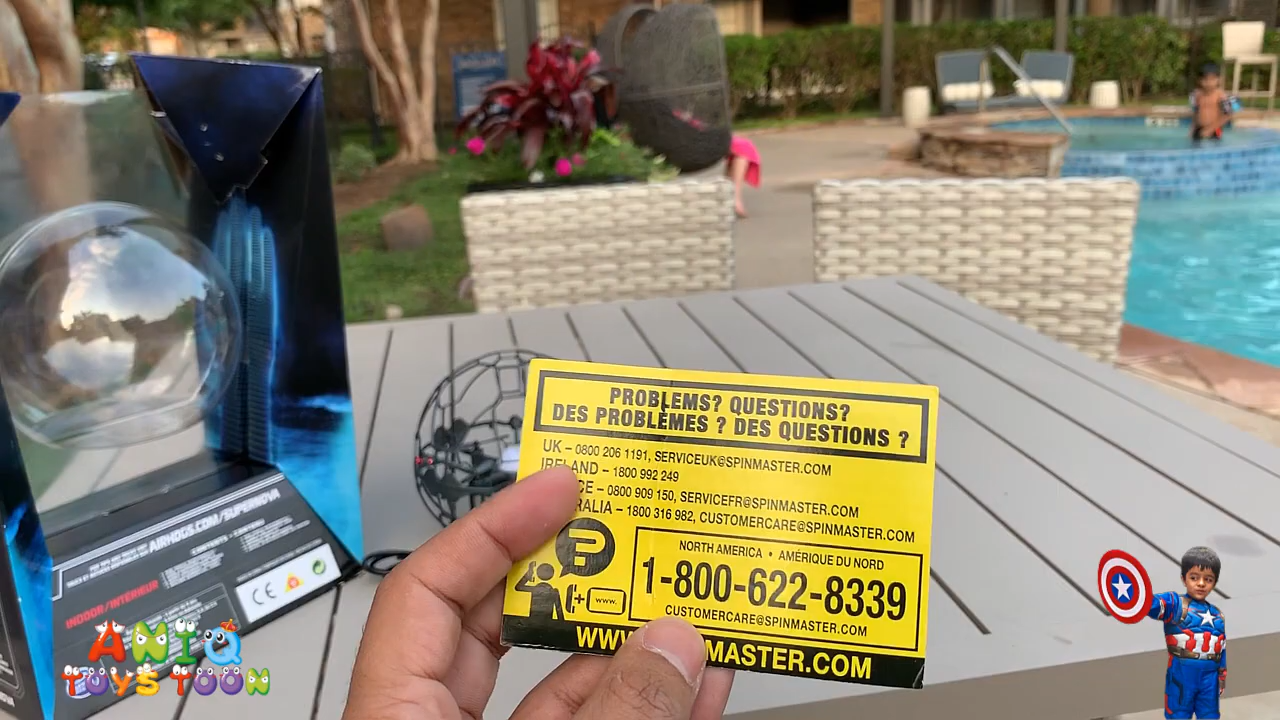 PROBLEMS? QUESTIONS?
DES PROBLÈMES ? DES QUESTIONS ?
UK – 0800 206 1191, SERVICEUK@SPINMASTER.COM
IRELAND – 1800 992 249
CE – 0800 909 150, SERVICEFR@SPINMASTER.COM
RALIA – 1800 316 982, CUSTOMERCARE@SPINMASTER.COM
?
NORTH AMERICA • AMÉRIQUE DU NORD
1-800-622-8339
CUSTOMERCARE@SPINMASTER.COM
WWW.
WWW MASTER.COM
AIRHOGS.COM/SUPERNOVA
INDOOR/INTERIEUR
CE
ANIQ
TOYS TOON